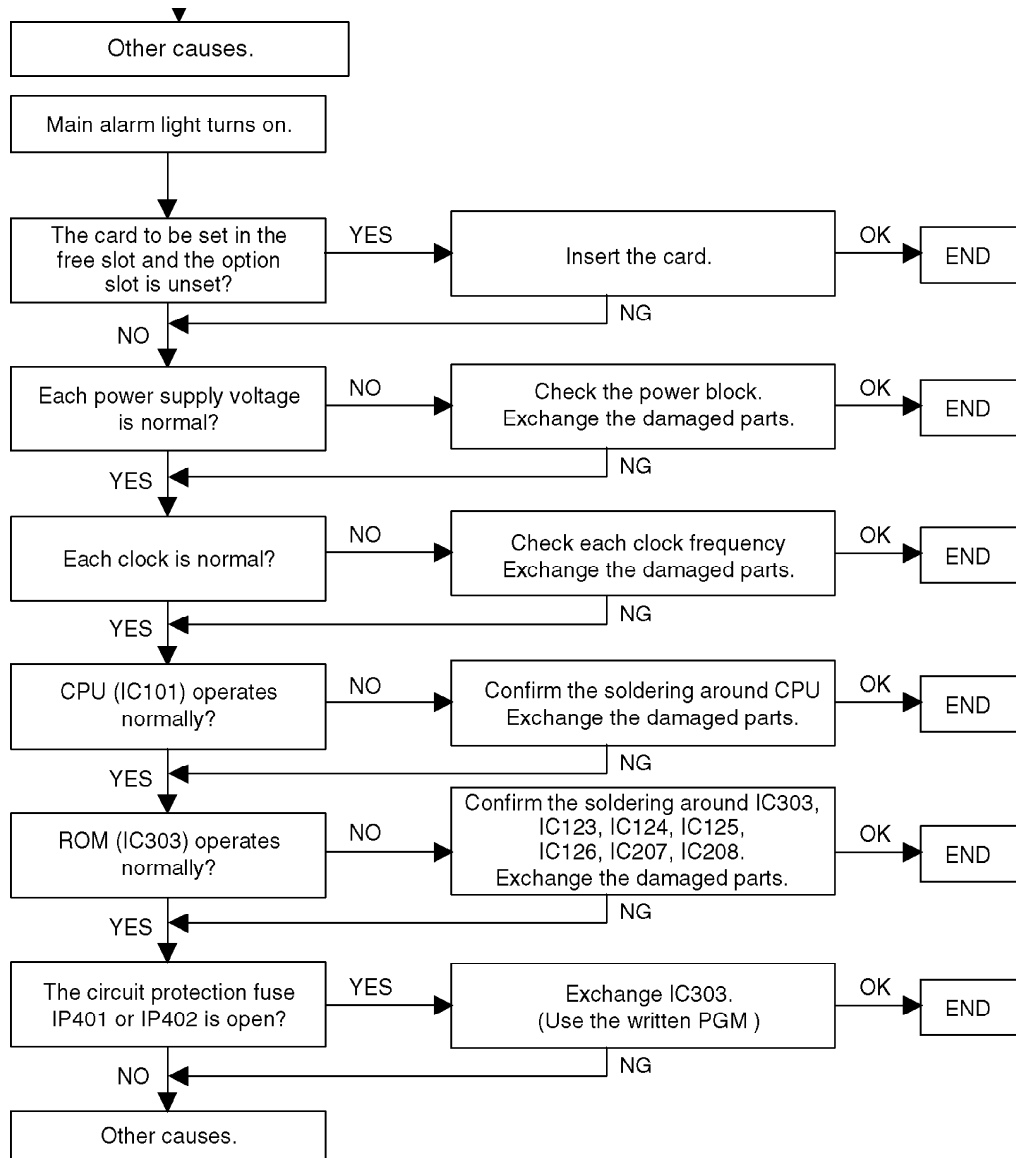 Other causes.
Main alarm light turns on.
The card to be set in the
free slot and the option
slot is unset?
YES
Insert the card.
OK
END
NG
NO
Each power supply voltage
is normal?
NO
Check the power block.
Exchange the damaged parts.
OK
END
NG
YES
Each clock is normal?
NO
Check each clock frequency
Exchange the damaged parts.
OK
END
NG
YES
CPU (IC101) operates
normally?
NO
Confirm the soldering around CPU
Exchange the damaged parts.
OK
END
NG
YES
ROM (IC303) operates
normally?
NO
Confirm the soldering around IC303,
IC123, IC124, IC125,
IC126, IC207, IC208.
Exchange the damaged parts.
OK
END
NG
YES
The circuit protection fuse
IP401 or IP402 is open?
YES
Exchange IC303.
(Use the written PGM )
OK
END
NG
NO
Other causes.